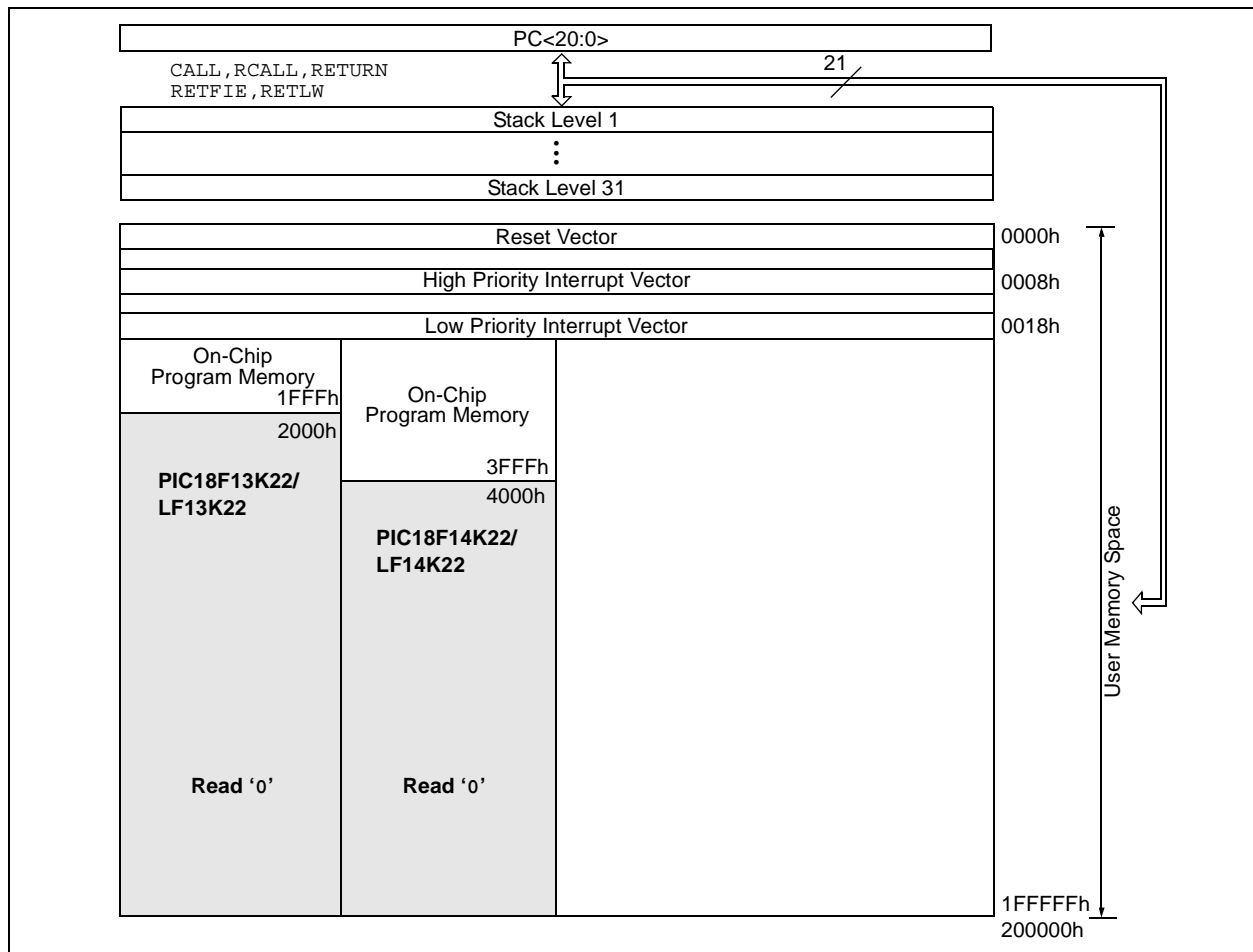 PC<20:0>
CALL,RCALL,RETURN
RETFIE,RETLW
21
Stack Level 1
Stack Level 31
Reset Vector
0000h
High Priority Interrupt Vector
0008h
Low Priority Interrupt Vector
0018h
On-Chip
Program Memory
1FFFh
2000h
PIC18F13K22/
LF13K22
Read ‘0’
On-Chip
Program Memory
3FFFh
4000h
PIC18F14K22/
LF14K22
Read ‘0’
User Memory Space
1FFFFFh
200000h